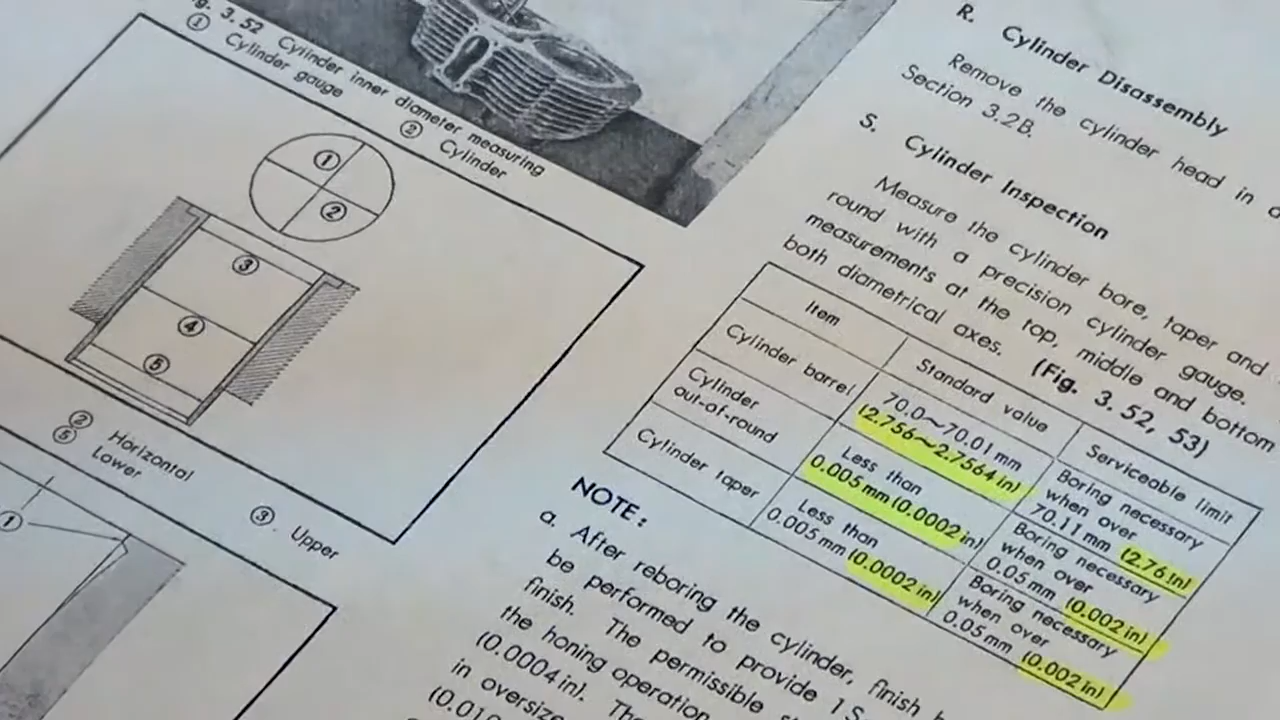 Fig. 3.52 Cylinder inner diameter measuring
① Cylinder gauge ② Cylinder
①
②
③
④
⑤
② Horizontal
⑤ Lower
③ Upper
①
R. Cylinder Disassembly
Remove the cylinder head in
Section 3.2B.
S. Cylinder Inspection
Measure the cylinder bore, taper and
round with a precision cylinder gauge.
measurements at the top, middle and bottom
both diametrical axes. (Fig. 3.52, 53)
Item Standard value Serviceable limit
Cylinder barrel 70.0~70.01 mm (2.756~2.7564 in) Boring necessary when over 70.11 mm (2.76 in)
Cylinder out-of-round Less than 0.005 mm (0.0002 in) Boring necessary when over 0.05 mm (0.002 in)
Cylinder taper Less than 0.005 mm (0.0002 in) Boring necessary when over 0.05 mm (0.002 in)
NOTE:
a. After reboring the cylinder, finish
be performed to provide 1S
finish. The permissible
the honing operation
(0.0004 in). The
in oversize